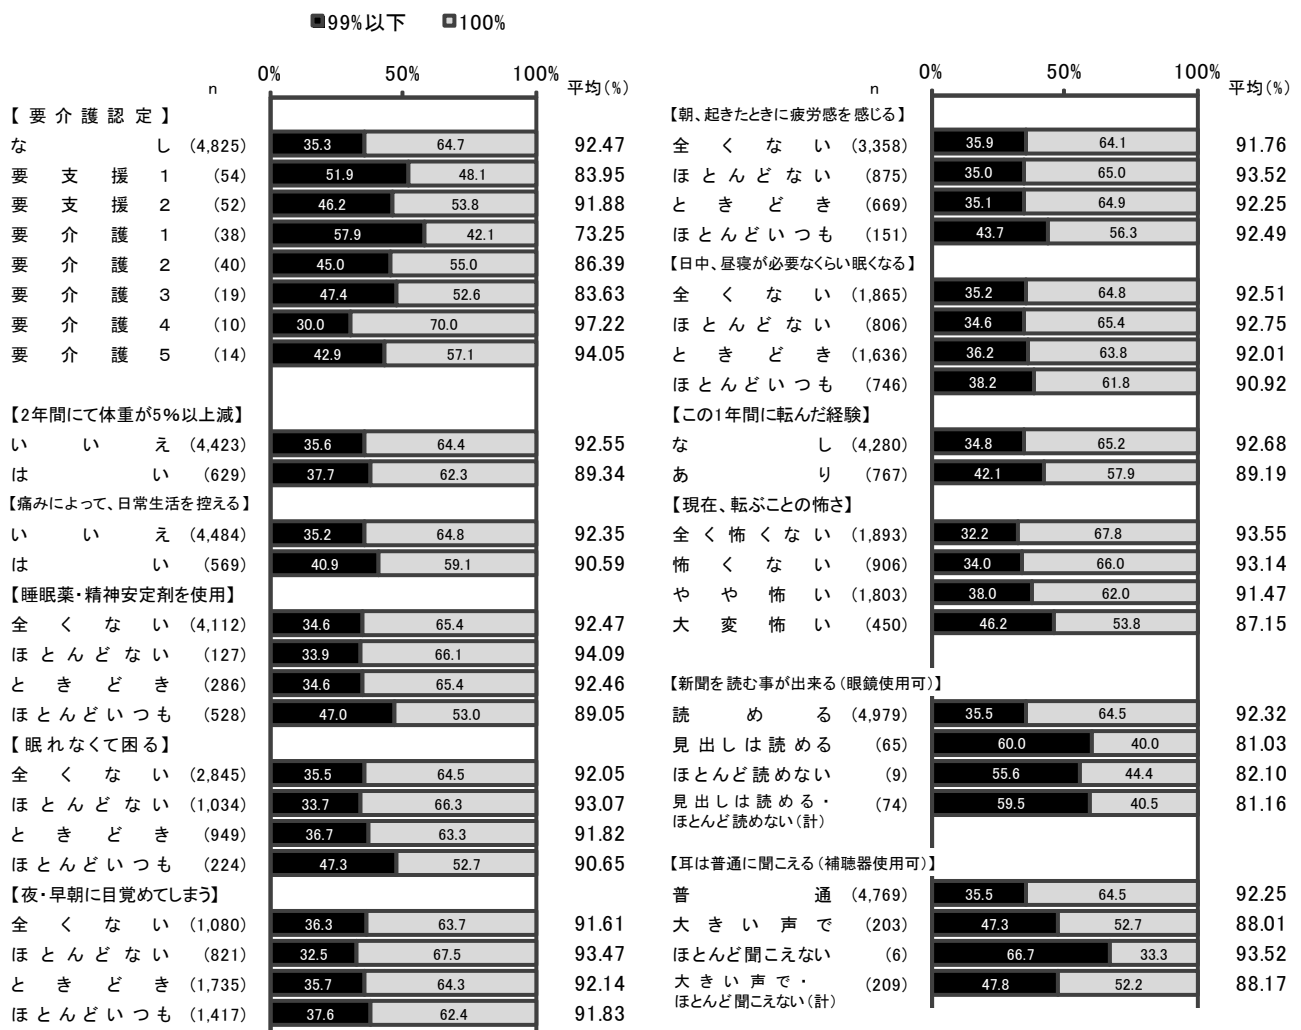 99%以下 100%
0% 50% 100%
n 平均(%)
【要介護認定】
なし (4,825) 35.3 64.7 92.47
要支援1 (54) 51.9 48.1 83.95
要支援2 (52) 46.2 53.8 91.88
要介護1 (38) 57.9 42.1 73.25
要介護2 (40) 45.0 55.0 86.39
要介護3 (19) 47.4 52.6 83.63
要介護4 (10) 30.0 70.0 97.22
要介護5 (14) 42.9 57.1 94.05
【2年間にて体重が5%以上減】
いいえ (4,423) 35.6 64.4 92.55
はい (629) 37.7 62.3 89.34
【痛みによって、日常生活を控える】
いいえ (4,484) 35.2 64.8 92.35
はい (569) 40.9 59.1 90.59
【睡眠薬・精神安定剤を使用】
全くない (4,112) 34.6 65.4 92.47
ほとんどない (127) 33.9 66.1 94.09
ときどき (286) 34.6 65.4 92.46
ほとんどいつも (528) 47.0 53.0 89.05
【眠れなくて困る】
全くない (2,845) 35.5 64.5 92.05
ほとんどない (1,034) 33.7 66.3 93.07
ときどき (949) 36.7 63.3 91.82
ほとんどいつも (224) 47.3 52.7 90.65
【夜・早朝に目覚めてしまう】
全くない (1,080) 36.3 63.7 91.61
ほとんどない (821) 32.5 67.5 93.47
ときどき (1,735) 35.7 64.3 92.14
ほとんどいつも (1,417) 37.6 62.4 91.83
0% 50% 100%
n 平均(%)
【朝、起きたときに疲労感を感じる】
全くない (3,358) 35.9 64.1 91.76
ほとんどない (875) 35.0 65.0 93.52
ときどき (669) 35.1 64.9 92.25
ほとんどいつも (151) 43.7 56.3 92.49
【日中、昼寝が必要なくらい眠くなる】
全くない (1,865) 35.2 64.8 92.51
ほとんどない (806) 34.6 65.4 92.75
ときどき (1,636) 36.2 63.8 92.01
ほとんどいつも (746) 38.2 61.8 90.92
【この1年間に転んだ経験】
なし (4,280) 34.8 65.2 92.68
あり (767) 42.1 57.9 89.19
【現在、転ぶことの怖さ】
全く怖くない (1,893) 32.2 67.8 93.55
怖くない (906) 34.0 66.0 93.14
やや怖い (1,803) 38.0 62.0 91.47
大変怖い (450) 46.2 53.8 87.15
【新聞を読む事が出来る(眼鏡使用可)】
読める (4,979) 35.5 64.5 92.32
見出しは読める (65) 60.0 40.0 81.03
ほとんど読めない (9) 55.6 44.4 82.10
見出しは読める・
ほとんど読めない(計) (74) 59.5 40.5 81.16
【耳は普通に聞こえる(補聴器使用可)】
普通 (4,769) 35.5 64.5 92.25
大きい声で (203) 47.3 52.7 88.01
ほとんど聞こえない (6) 66.7 33.3 93.52
大きい声で・
ほとんど聞こえない(計) (209) 47.8 52.2 88.17